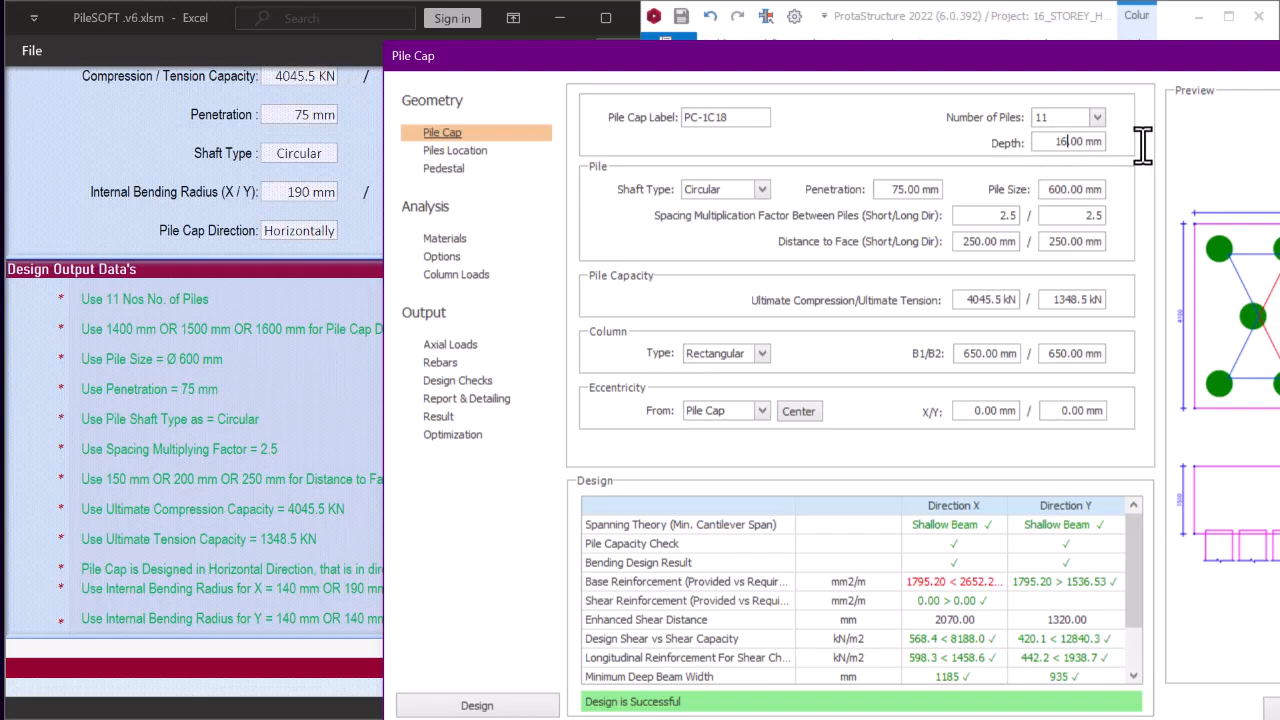 PileSOFT .v6.xlsm - Excel
Search
Sign in
ProtaStructure 2022 (6.0.392) / Project: 16_STOREY_H...
Colur
File
Compression / Tension Capacity: 4045.5 KN /
Penetration : 75 mm
Shaft Type : Circular
Internal Bending Radius (X / Y): 190 mm /
Pile Cap Direction: Horizontally
Design Output Data's
* Use 11 Nos No. of Piles
* Use 1400 mm OR 1500 mm OR 1600 mm for Pile Cap D
* Use Pile Size = Ø 600 mm
* Use Penetration = 75 mm
* Use Pile Shaft Type as = Circular
* Use Spacing Multiplying Factor = 2.5
* Use 150 mm OR 200 mm OR 250 mm for Distance to Fa
* Use Ultimate Compression Capacity = 4045.5 KN
* Use Ultimate Tension Capacity = 1348.5 KN
* Pile Cap is Designed in Horizontal Direction, that is in dire
* Use Internal Bending Radius for X = 140 mm OR 190 mm
* Use Internal Bending Radius for Y = 140 mm OR 140 mm
Pile Cap
Geometry
Pile Cap
Piles Location
Pedestal
Analysis
Materials
Options
Column Loads
Output
Axial Loads
Rebars
Design Checks
Report & Detailing
Result
Optimization
Design
Pile Cap Label: PC-1C18
Number of Piles: 11
Depth: 16.00 mm
Pile
Shaft Type: Circular
Penetration: 75.00 mm
Pile Size: 600.00 mm
Spacing Multiplication Factor Between Piles (Short/Long Dir): 2.5 / 2.5
Distance to Face (Short/Long Dir): 250.00 mm / 250.00 mm
Pile Capacity
Ultimate Compression/Ultimate Tension: 4045.5 kN / 1348.5 kN
Column
Type: Rectangular
B1/B2: 650.00 mm / 650.00 mm
Eccentricity
From: Pile Cap Center
X/Y: 0.00 mm / 0.00 mm
Design
Direction X Direction Y
Spanning Theory (Min. Cantilever Span) Shallow Beam ✓ Shallow Beam ✓
Pile Capacity Check ✓ ✓
Bending Design Result ✓ ✓
Base Reinforcement (Provided vs Requir... mm2/m 1795.20 < 2652.2... 1795.20 > 1536.53 ✓
Shear Reinforcement (Provided vs Requi... mm2/m 0.00 > 0.00 ✓
Enhanced Shear Distance mm 2070.00 1320.00
Design Shear vs Shear Capacity kN/m2 568.4 < 8188.0 ✓ 420.1 < 12840.3 ✓
Longitudinal Reinforcement For Shear Ch... kN/m2 598.3 < 1458.6 ✓ 442.2 < 1938.7 ✓
Minimum Deep Beam Width mm 1185 ✓ 935 ✓
Design is Successful
Preview
4100
1500